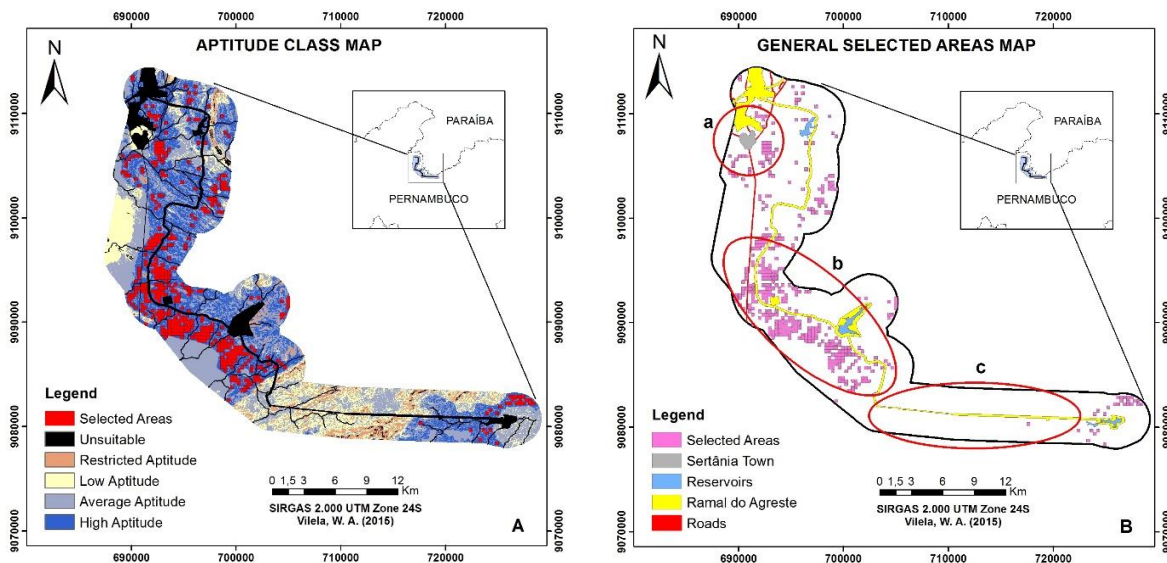 690000 700000 710000 720000
APTITUDE CLASS MAP
N
PARAÍBA
PERNAMBUCO
9110000
9100000
9090000
9080000
9070000
9110000
9100000
9090000
9080000
9070000
Legend
Selected Areas
Unsuitable
Restricted Aptitude
Low Aptitude
Average Aptitude
High Aptitude
0 1,5 3 6 9 12
Km
SIRGAS 2.000 UTM Zone 24S
Vilela, W. A. (2015)
A
690000 700000 710000 720000
690000 700000 710000 720000
GENERAL SELECTED AREAS MAP
N
PARAÍBA
PERNAMBUCO
a
b
c
9110000
9100000
9090000
9080000
9070000
Legend
Selected Areas
Sertânia Town
Reservoirs
Ramal do Agreste
Roads
0 1,5 3 6 9 12
Km
SIRGAS 2.000 UTM Zone 24S
Vilela, W. A. (2015)
B
690000 700000 710000 720000